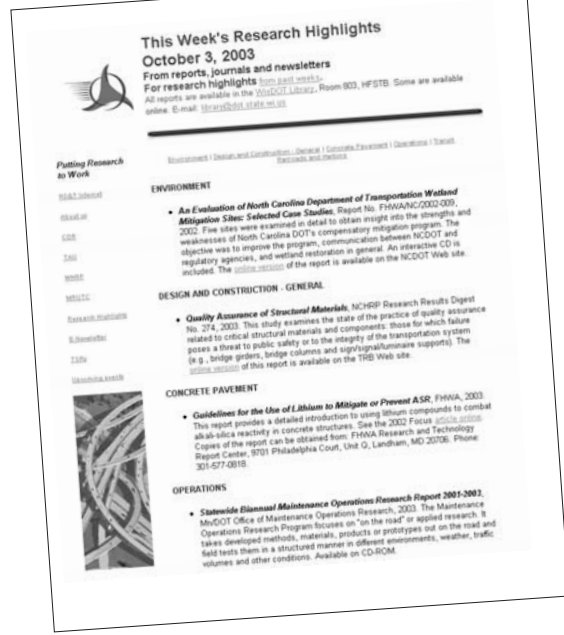 This Week's Research Highlights
October 3, 2003
From reports, journals and newsletters
For research highlights from past weeks.
All reports are available in the WisDOT Library, Room 803, HFSTB. Some are available
online. E-mail: library@dot.state.wi.us
Environment | Design and Construction - General | Concrete Pavement | Operations | Transit
Railroads and Harbors
Putting Research
to Work
RD&T Internet
About us
COR
TAU
WHRP
MRUTC
Research Highlights
E-Newsletter
TSRs
Upcoming events
ENVIRONMENT
• An Evaluation of North Carolina Department of Transportation Wetland
Mitigation Sites: Selected Case Studies, Report No. FHWA/NC/2002-009,
2002. Five sites were examined in detail to obtain insight into the strengths and
weaknesses of North Carolina DOT's compensatory mitigation program. The
objective was to improve the program, communication between NCDOT and
regulatory agencies, and wetland restoration in general. An interactive CD is
included. The online version of the report is available on the NCDOT Web site.
DESIGN AND CONSTRUCTION - GENERAL
• Quality Assurance of Structural Materials, NCHRP Research Results Digest
No. 274, 2003. This study examines the state of the practice of quality assurance
related to critical structural materials and components: those for which failure
poses a threat to public safety or to the integrity of the transportation system
(e.g., bridge girders, bridge columns and sign/signal/luminaire supports). The
online version of this report is available on the TRB Web site.
CONCRETE PAVEMENT
• Guidelines for the Use of Lithium to Mitigate or Prevent ASR, FHWA, 2003.
This report provides a detailed introduction to using lithium compounds to combat
alkali-silica reactivity in concrete structures. See the 2002 Focus article online.
Copies of the report can be obtained from: FHWA Research and Technology
Report Center, 9701 Philadelphia Court, Unit Q, Landham, MD 20706. Phone:
301-577-0818.
OPERATIONS
• Statewide Biannual Maintenance Operations Research Report 2001-2003,
Mn/DOT Office of Maintenance Operations Research, 2003. The Maintenance
Operations Research Program focuses on "on the road" or applied research. It
takes developed methods, materials, products or prototypes out on the road and
field tests them in a structured manner in different environments, weather, traffic
volumes and other conditions. Available on CD-ROM.